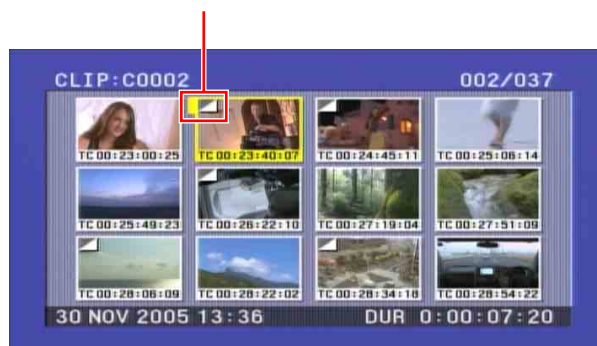 CLIP:C0002 002/037
TC 00:23:00:25 TC 00:23:40:07 TC 00:24:45:11 TC 00:25:06:14
TC 00:25:49:23 TC 00:26:22:10 TC 00:27:19:04 TC 00:27:51:09
TC 00:28:06:09 TC 00:28:22:02 TC 00:28:34:18 TC 00:28:54:22
30 NOV 2005 13:36 DUR 0:00:07:20